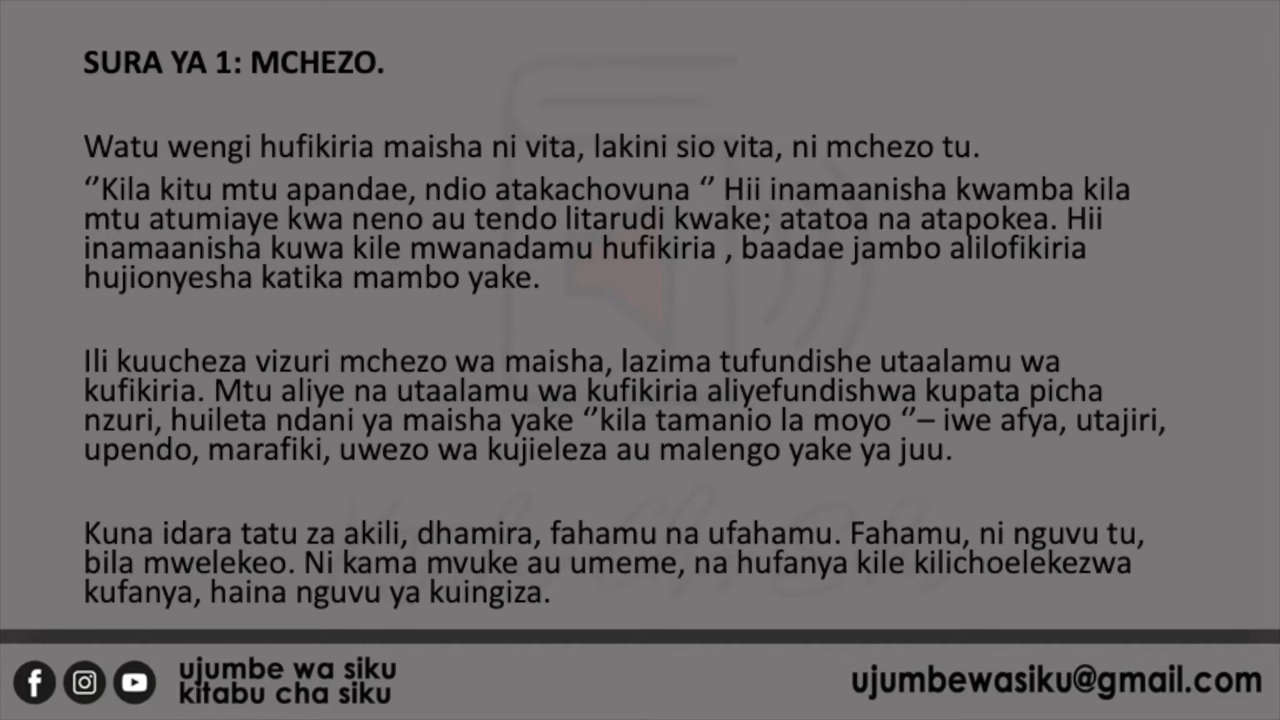 SURA YA 1: MCHEZO.
Watu wengi hufikiria maisha ni vita, lakini sio vita, ni mchezo tu.
‘’Kila kitu mtu apandae, ndio atakachovuna ‘’ Hii inamaanisha kwamba kila
mtu atumiaye kwa neno au tendo litarudi kwake; atatoa na atapokea. Hii
inamaanisha kuwa kile mwanadamu hufikiria , baadae jambo alilofikiria
hujionyesha katika mambo yake.
Ili kuucheza vizuri mchezo wa maisha, lazima tufundishe utaalamu wa
kufikiria. Mtu aliye na utaalamu wa kufikiria aliyefundishwa kupata picha
nzuri, huileta ndani ya maisha yake ‘’kila tamanio la moyo ‘’– iwe afya, utajiri,
upendo, marafiki, uwezo wa kujieleza au malengo yake ya juu.
Kuna idara tatu za akili, dhamira, fahamu na ufahamu. Fahamu, ni nguvu tu,
bila mwelekeo. Ni kama mvuke au umeme, na hufanya kile kilichoelekezwa
kufanya, haina nguvu ya kuingiza.
ujumbe wa siku
kitabu cha siku
ujumbewasiku@gmail.com